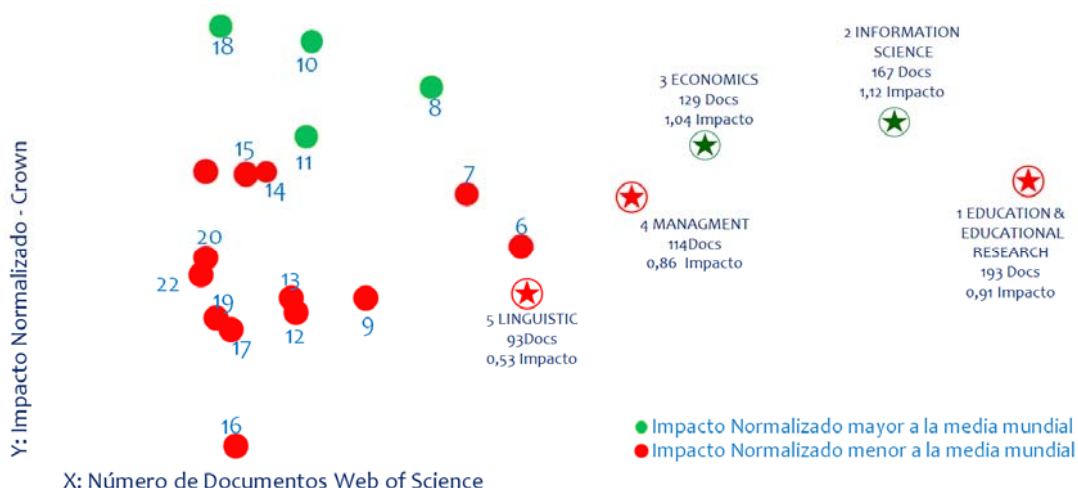 18
10
8
11
15
14
7
6
20
22
13
19
12
17
9
16
3 ECONOMICS
129 Docs
1,04 Impacto
2 INFORMATION
SCIENCE
167 Docs
1,12 Impacto
4 MANAGMENT
114Docs
0,86 Impacto
1 EDUCATION &
EDUCATIONAL
RESEARCH
193 Docs
0,91 Impacto
5 LINGUISTIC
93Docs
0,53 Impacto
Y: Impacto Normalizado - Crown
Impacto Normalizado mayor a la media mundial
Impacto Normalizado menor a la media mundial
X: Número de Documentos Web of Science